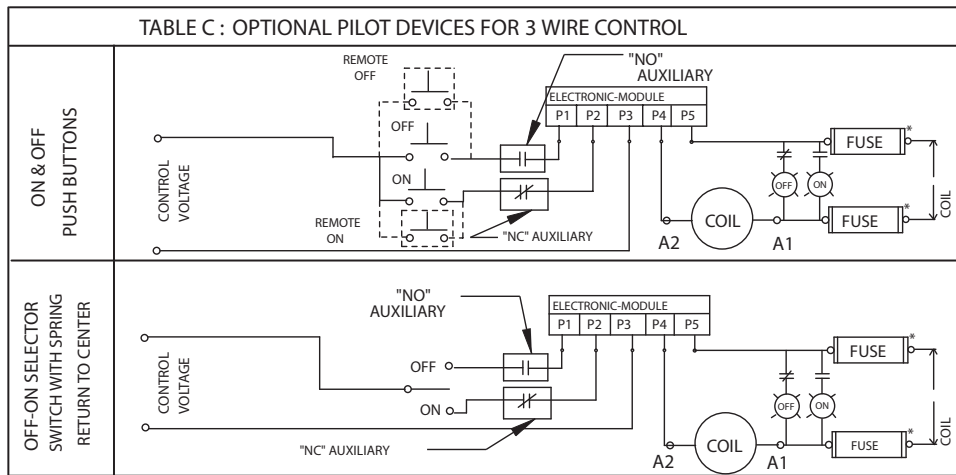 TABLE C : OPTIONAL PILOT DEVICES FOR 3 WIRE CONTROL
ON & OFF
PUSH BUTTONS
CONTROL
VOLTAGE
REMOTE
OFF
OFF
ON
REMOTE
ON
"NO"
AUXILIARY
"NC" AUXILIARY
ELECTRONIC-MODULE
P1 P2 P3 P4 P5
A2
COIL
A1
OFF
ON
FUSE *
FUSE *
COIL
OFF-ON SELECTOR
SWITCH WITH SPRING
RETURN TO CENTER
CONTROL
VOLTAGE
"NO"
AUXILIARY
OFF
ON
"NC" AUXILIARY
ELECTRONIC-MODULE
P1 P2 P3 P4 P5
A2
COIL
A1
OFF
ON
FUSE *
FUSE *
COIL